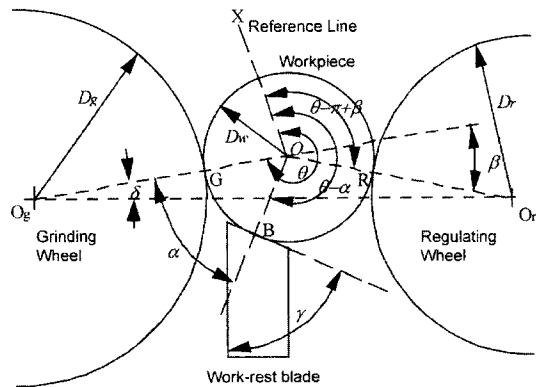 X
Reference Line
Workpiece
Dg
Dw
Dr
θ-π+β
O
θ
θ-α
β
G
R
Og
δ
Or
Grinding
Wheel
B
Regulating
Wheel
α
γ
Work-rest blade